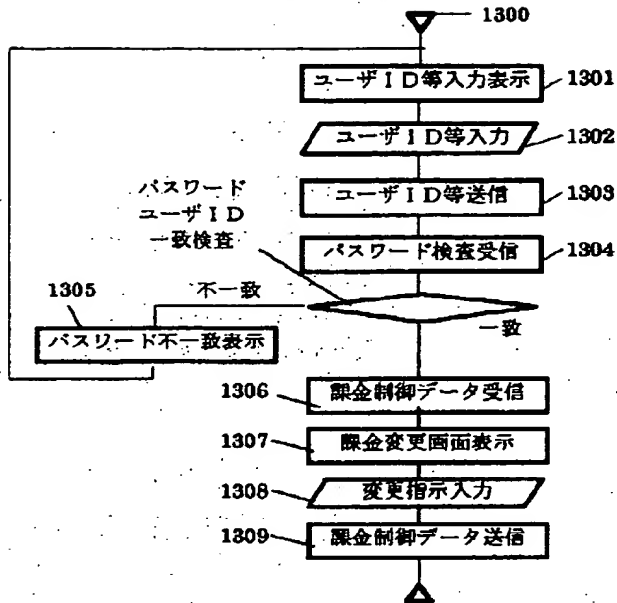 1300
ユーザID等入力表示
1301
ユーザID等入力
1302
ユーザID等送信
1303
パスワード検査受信
1304
パスワード
ユーザID
一致検査
不一致
一致
1305
パスワード不一致表示
1306
課金制御データ受信
1307
課金変更画面表示
1308
変更指示入力
1309
課金制御データ送信